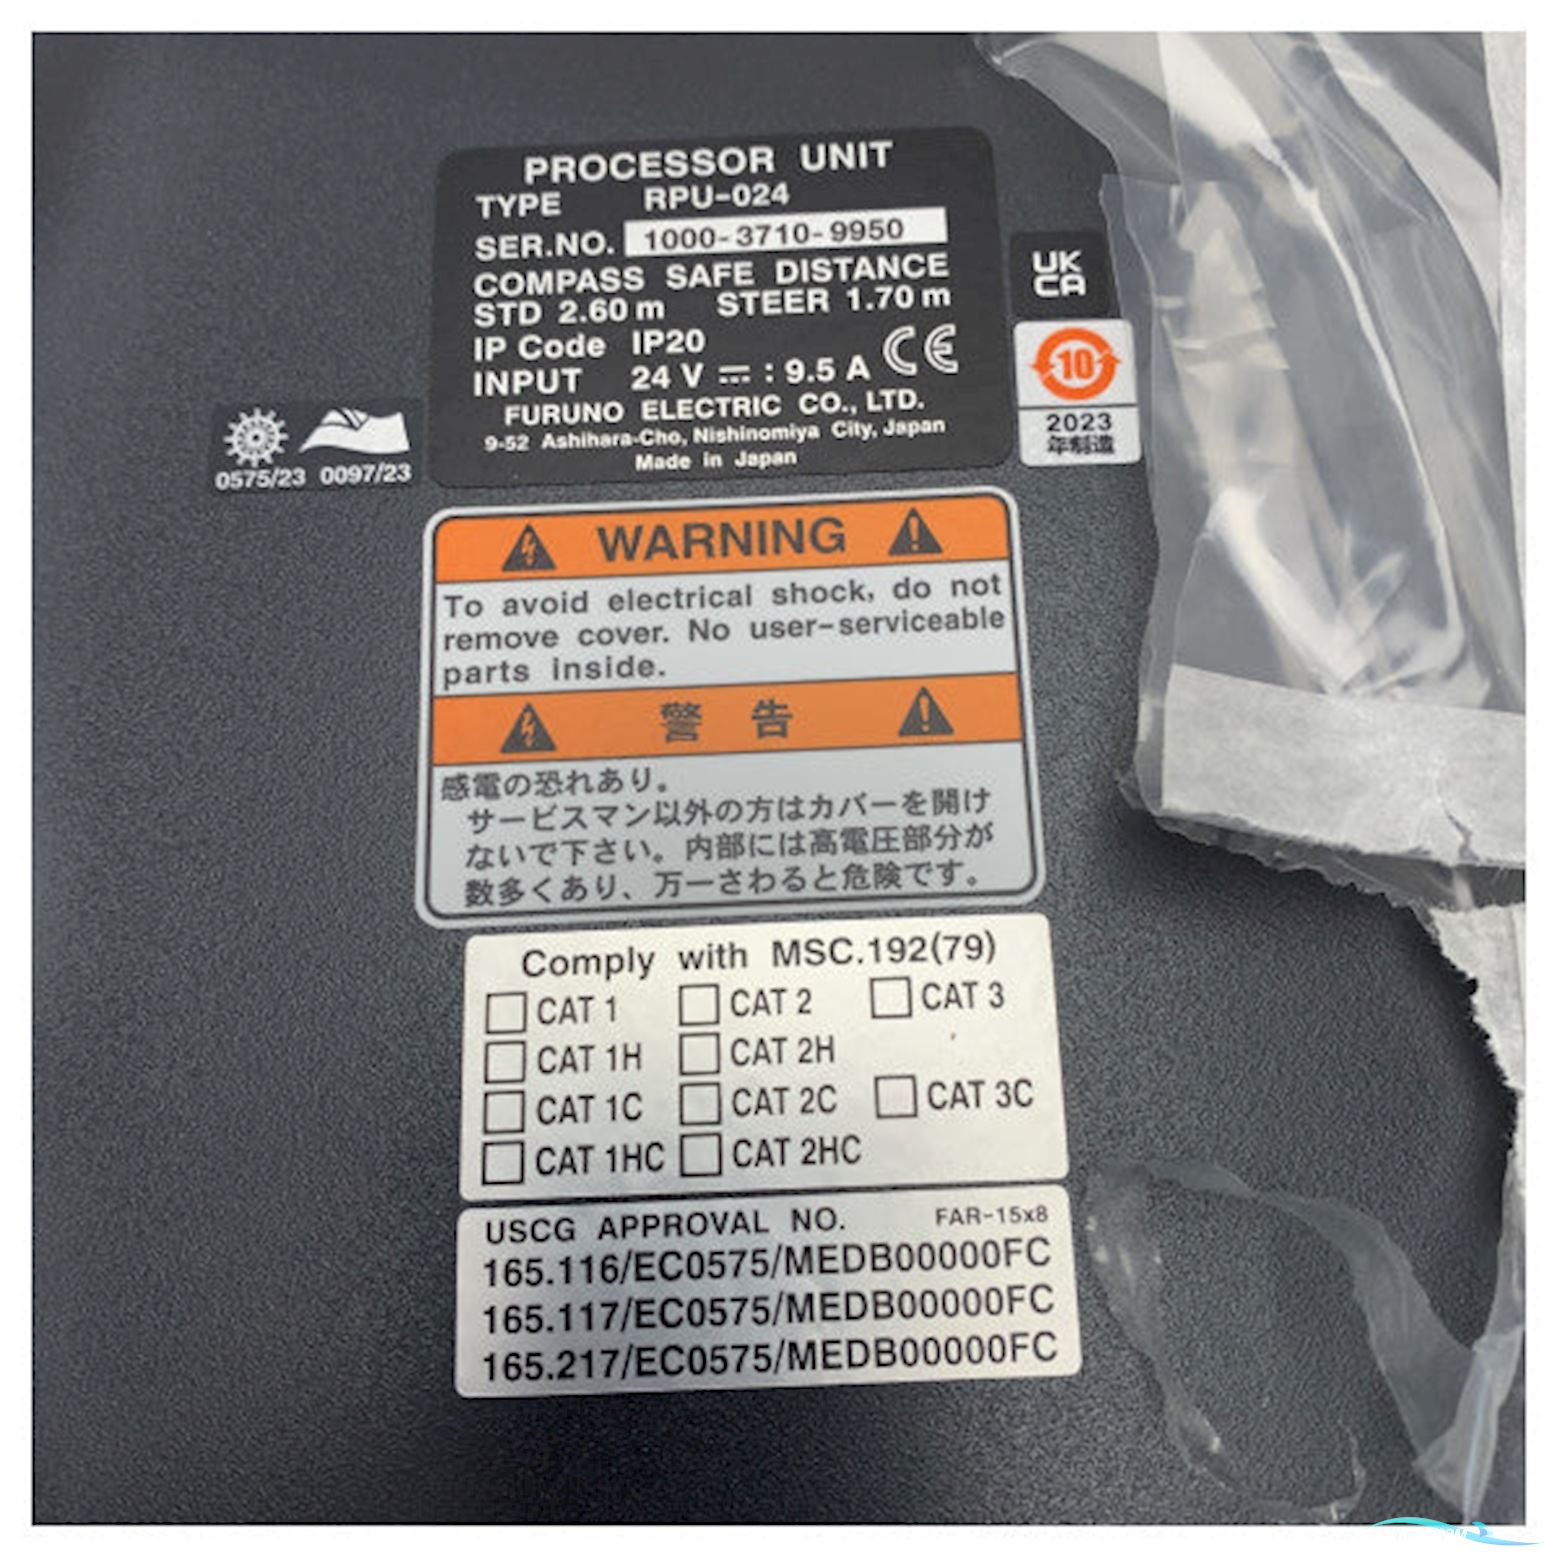 PROCESSOR UNIT
TYPE RPU-024
SER.NO. 1000-3710-9950
COMPASS SAFE DISTANCE
STD 2.60 m STEER 1.70 m
IP Code IP20
INPUT 24 V ⎓ : 9.5 A CE
FURUNO ELECTRIC CO., LTD.
9-52 Ashihara-Cho, Nishinomiya City, Japan
Made in Japan
UK
CA
10
2023
年制造
0575/23 0097/23
WARNING
To avoid electrical shock, do not
remove cover. No user-serviceable
parts inside.
警告
感電の恐れあり。
サービスマン以外の方はカバーを開け
ないで下さい。内部には高電圧部分が
数多くあり、万一さわると危険です。
Comply with MSC.192(79)
CAT 1 CAT 2 CAT 3
CAT 1H CAT 2H
CAT 1C CAT 2C CAT 3C
CAT 1HC CAT 2HC
USCG APPROVAL NO. FAR-15x8
165.116/EC0575/MEDB00000FC
165.117/EC0575/MEDB00000FC
165.217/EC0575/MEDB00000FC